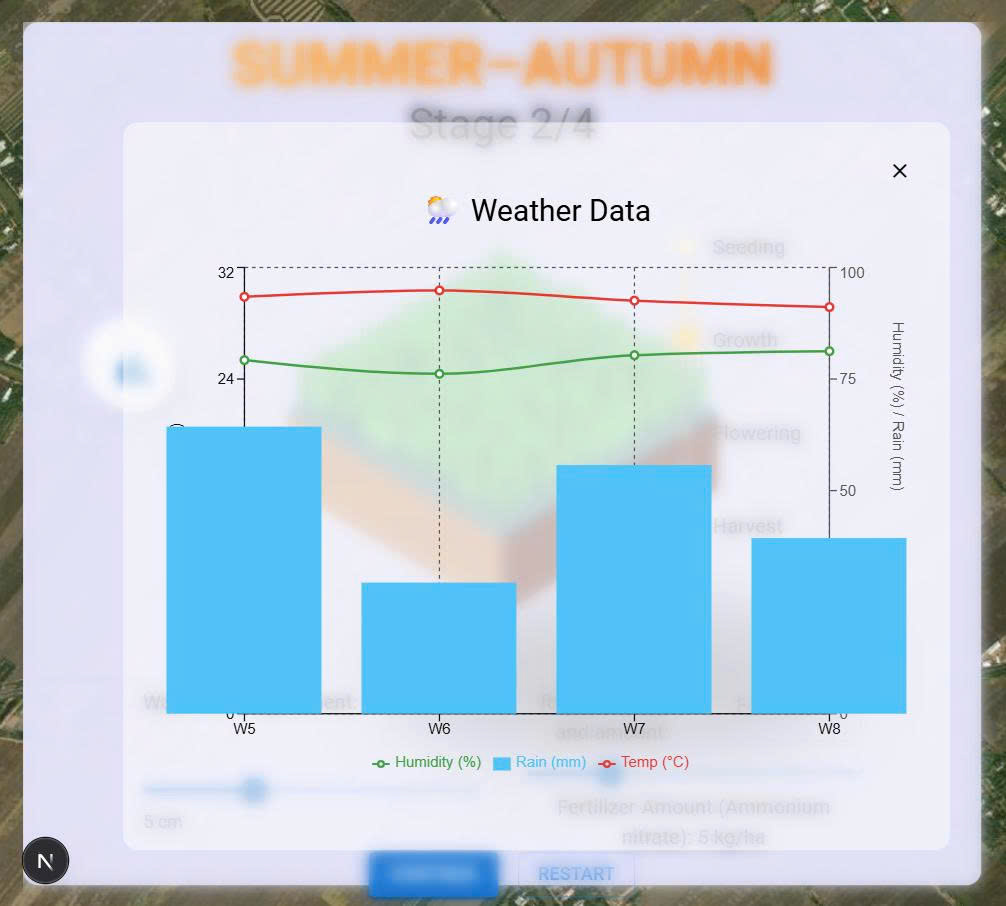 SUMMER–AUTUMN
Stage 2/4
Weather Data
Seeding
32
100
Growth
24
75
Humidity (%) / Rain (mm)
Flowering
50
Harvest
0
0
W5
W6
W7
W8
and amount
Humidity (%)
Rain (mm)
Temp (°C)
5 cm
Fertilizer Amount (Ammonium
nitrate): 5 kg/ha
N
RESTART